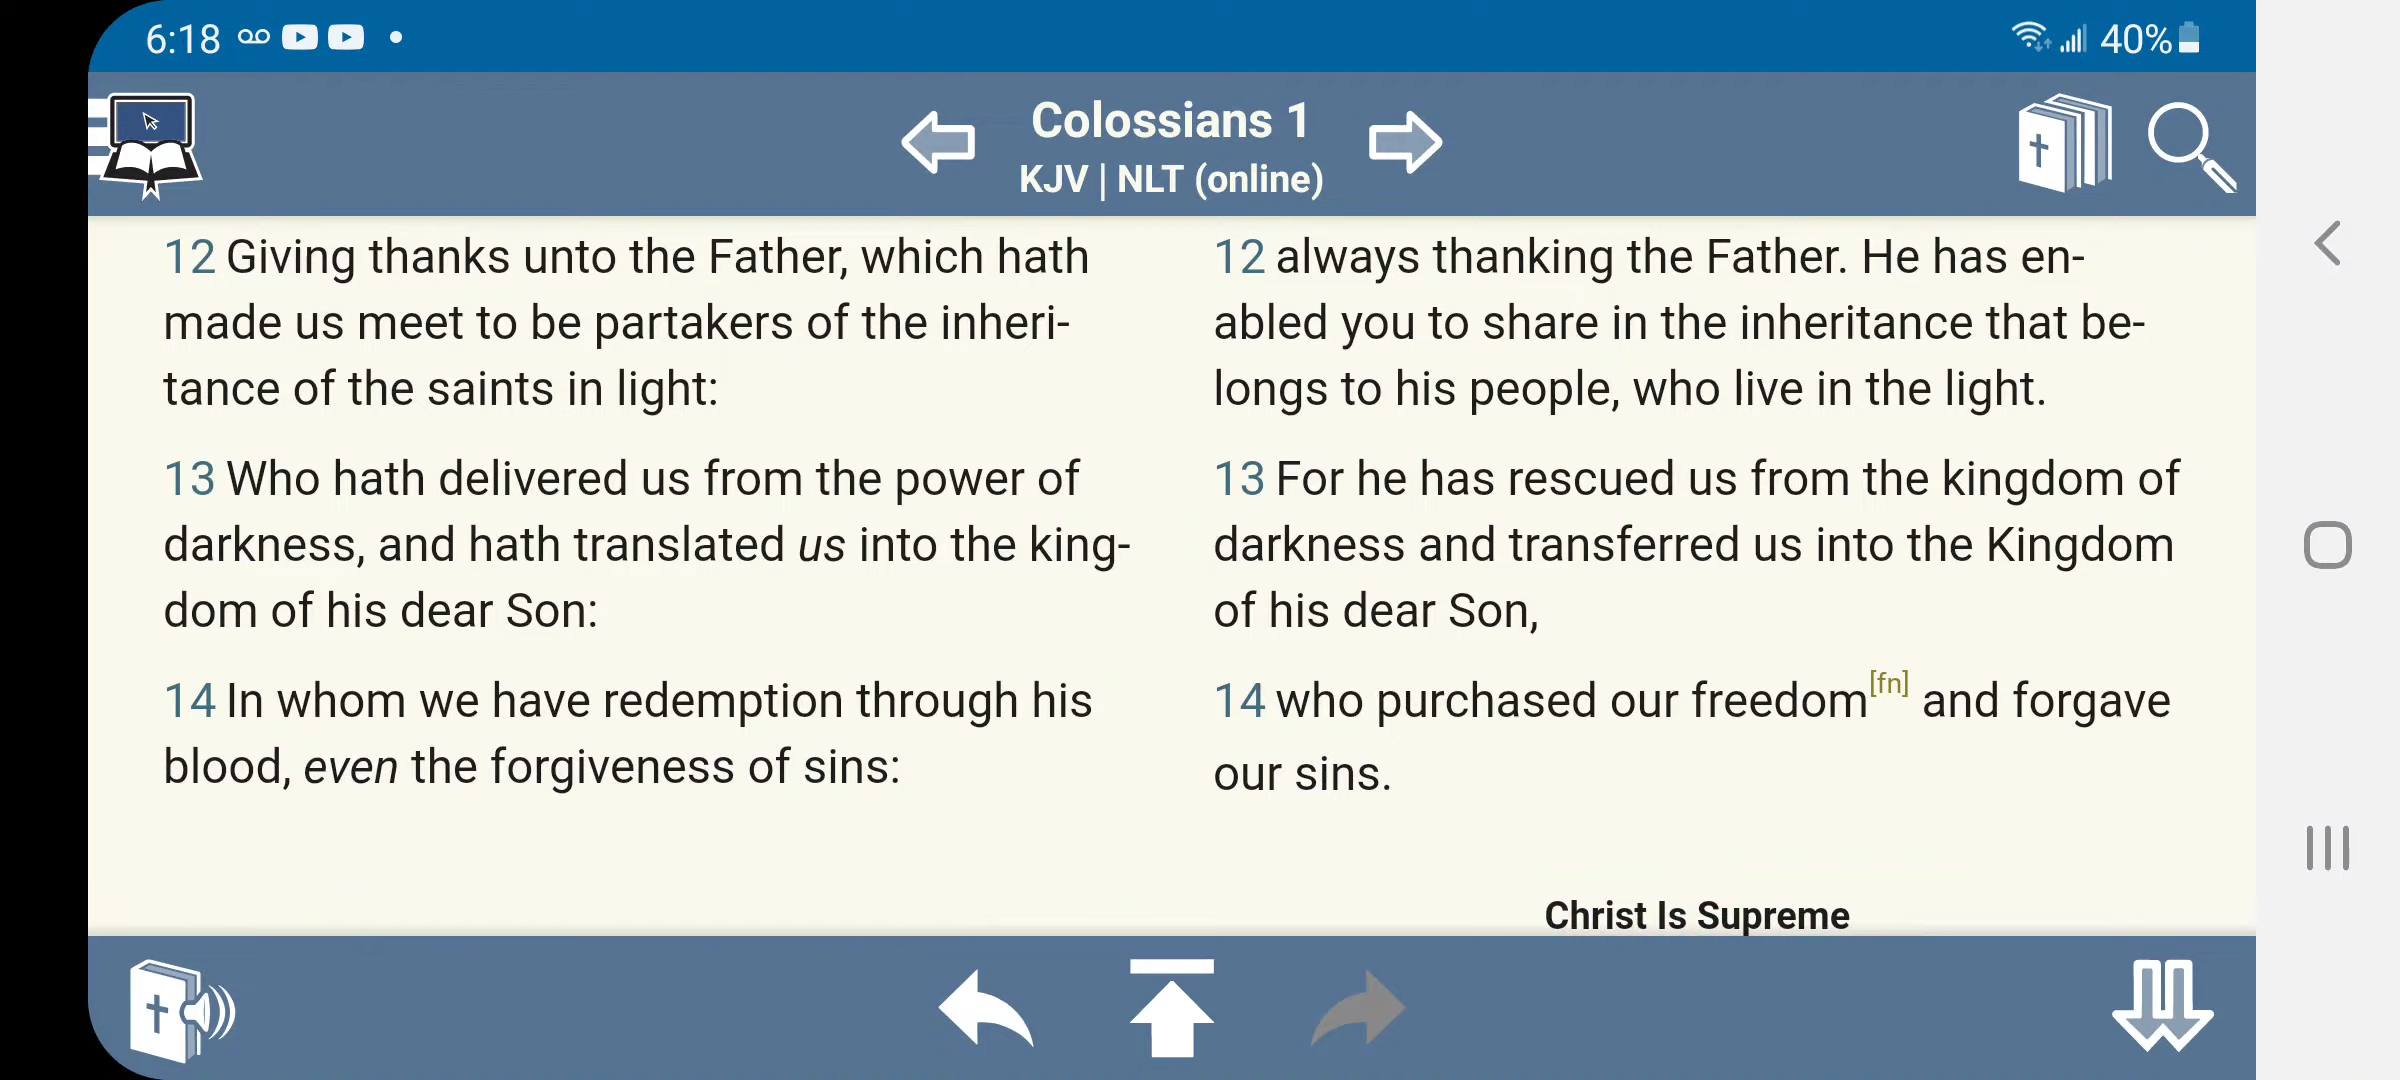 6:18
40%
Colossians 1
KJV | NLT (online)
12 Giving thanks unto the Father, which hath
made us meet to be partakers of the inheri-
tance of the saints in light:
13 Who hath delivered us from the power of
darkness, and hath translated us into the king-
dom of his dear Son:
14 In whom we have redemption through his
blood, even the forgiveness of sins:
12 always thanking the Father. He has en-
abled you to share in the inheritance that be-
longs to his people, who live in the light.
13 For he has rescued us from the kingdom of
darkness and transferred us into the Kingdom
of his dear Son,
14 who purchased our freedom[fn] and forgave
our sins.
Christ Is Supreme